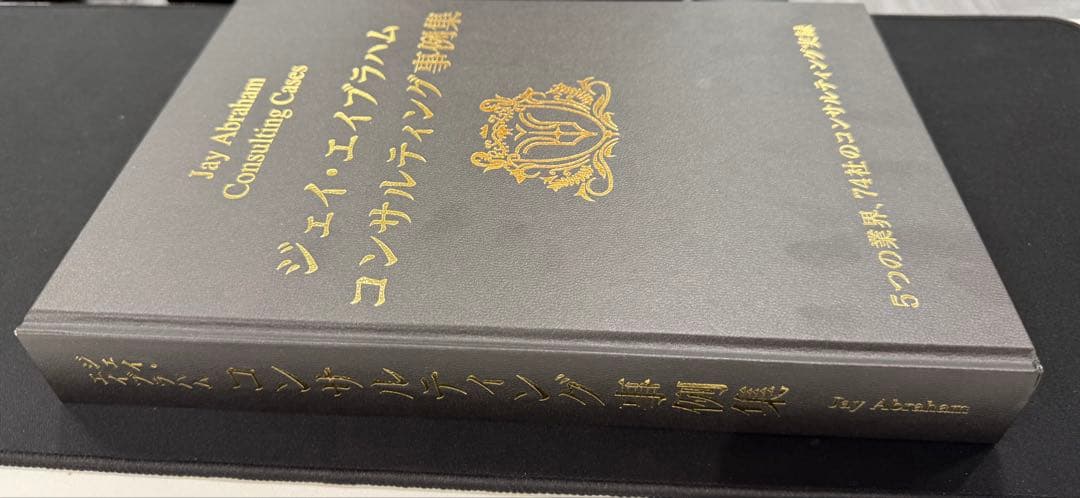 Jay Abraham
Consulting Cases
ジェイ・エイブラハム
コンサルティング事例集
5つの業界、74社のコンサルティング実録
ジェイ・
エイブラハム
コンサルティング事例集
Jay Abraham